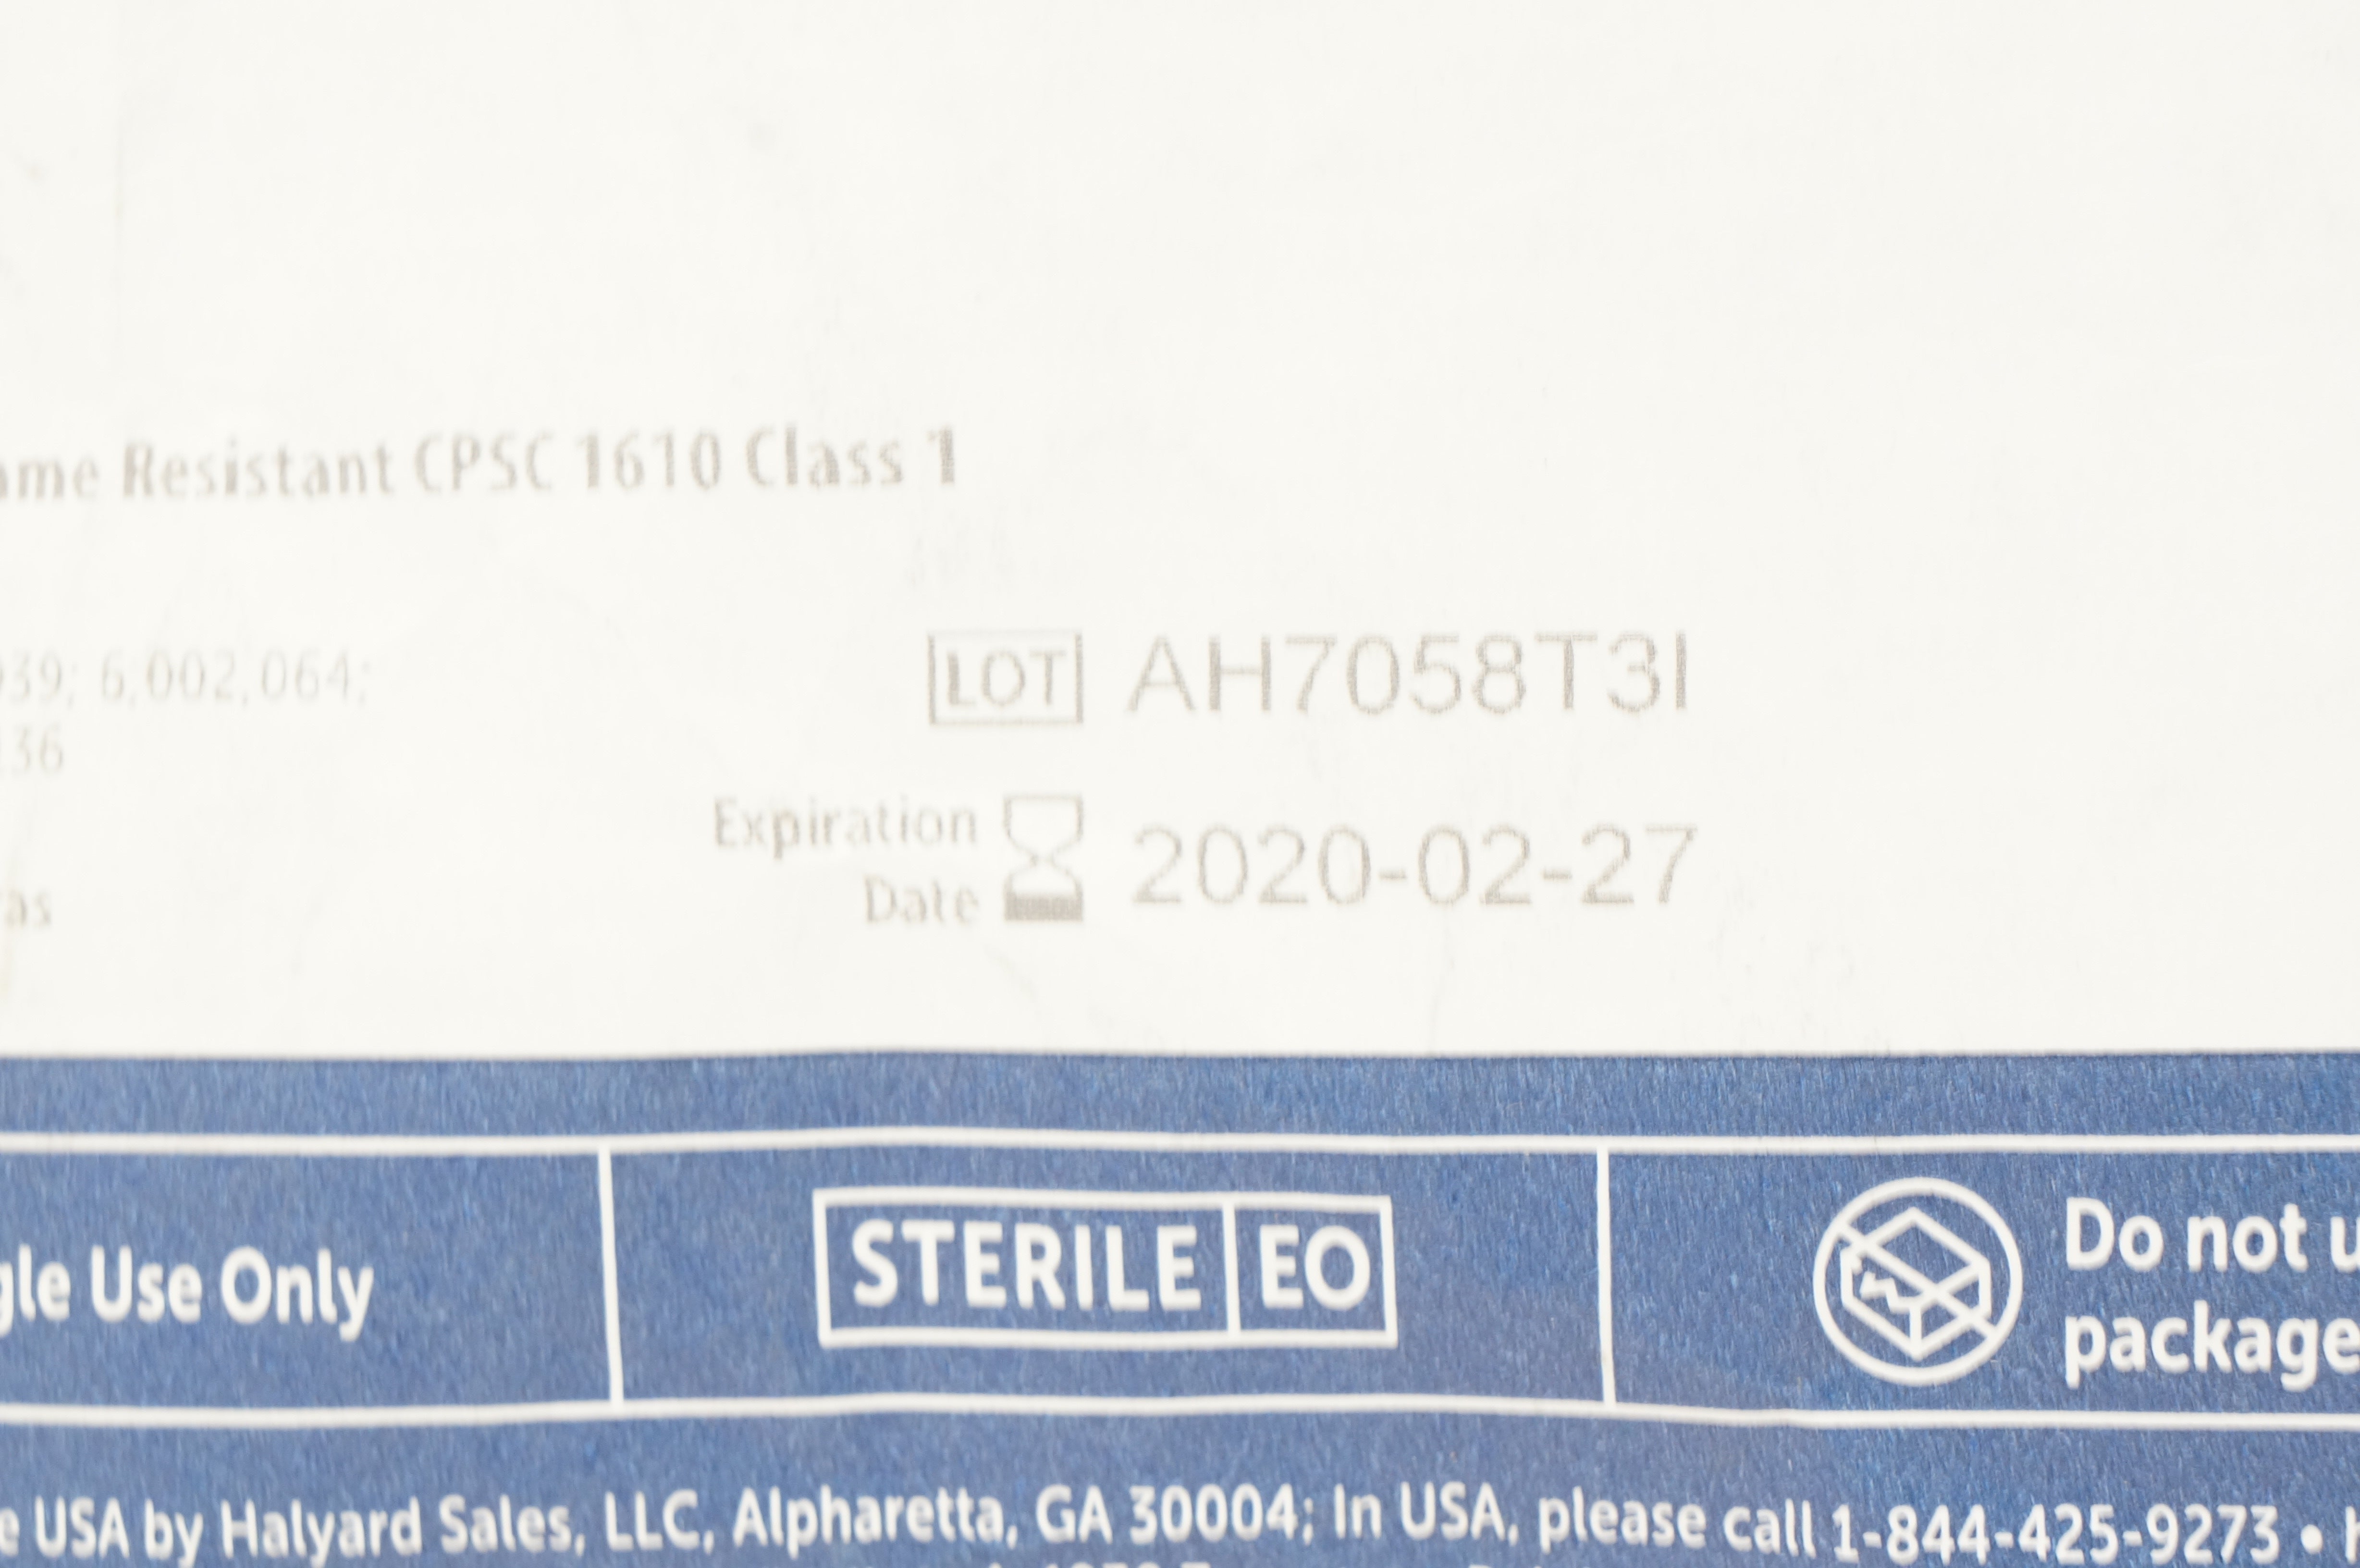 ame Resistant CPSC 1610 Class 1
939; 6,002,064;
136
as
LOT AH7058T3I
Expiration Date 2020-02-27
gle Use Only
STERILE EO
Do not u
package
e USA by Halyard Sales, LLC, Alpharetta, GA 30004; In USA, please call 1-844-425-9273 • h